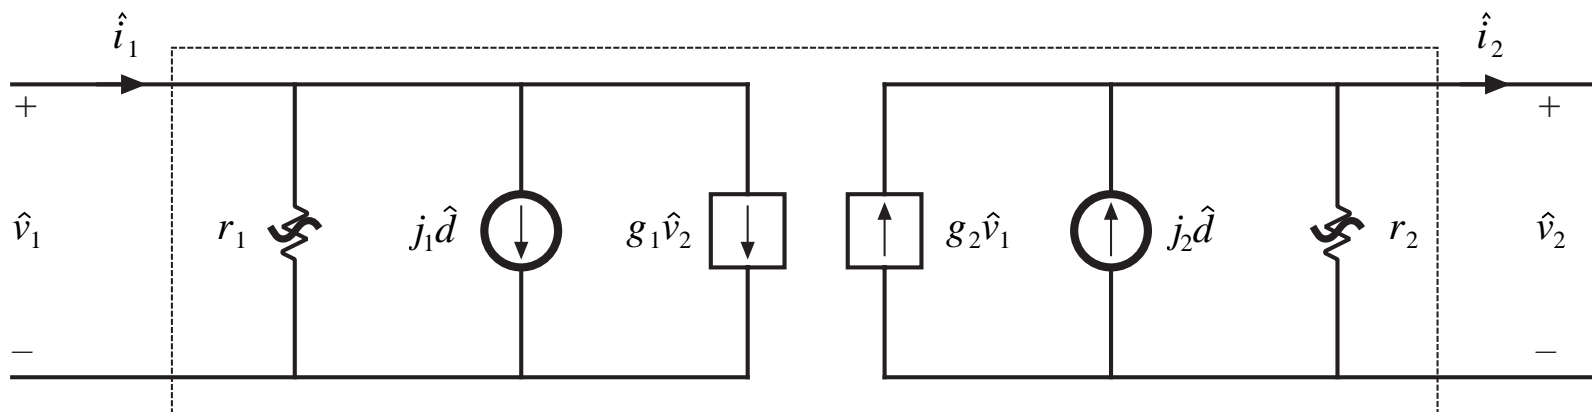 î₁ î₂
+ +
v̂₁ r₁ j₁d̂ g₁v̂₂ g₂v̂₁ j₂d̂ r₂ v̂₂
– –